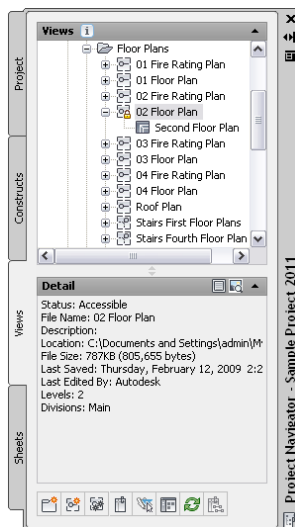 Views
Floor Plans
01 Fire Rating Plan
01 Floor Plan
02 Fire Rating Plan
02 Floor Plan
Second Floor Plan
03 Fire Rating Plan
03 Floor Plan
04 Fire Rating Plan
04 Floor Plan
Roof Plan
Stairs First Floor Plans
Stairs Fourth Floor Plan
Detail
Status: Accessible
File Name: 02 Floor Plan
Description:
Location: C:\Documents and Settings\admin\M
File Size: 787KB (805,655 bytes)
Last Saved: Thursday, February 12, 2009 2:2
Last Edited By: Autodesk
Levels: 2
Divisions: Main
Project
Constructs
Views
Sheets
Project Navigator - Sample Project_2011